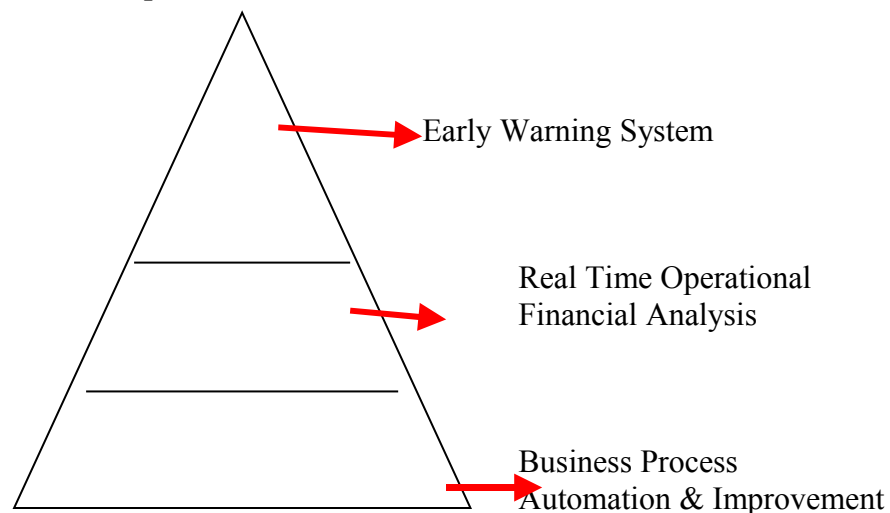 Early Warning System
Real Time Operational
Financial Analysis
Business Process
Automation & Improvement